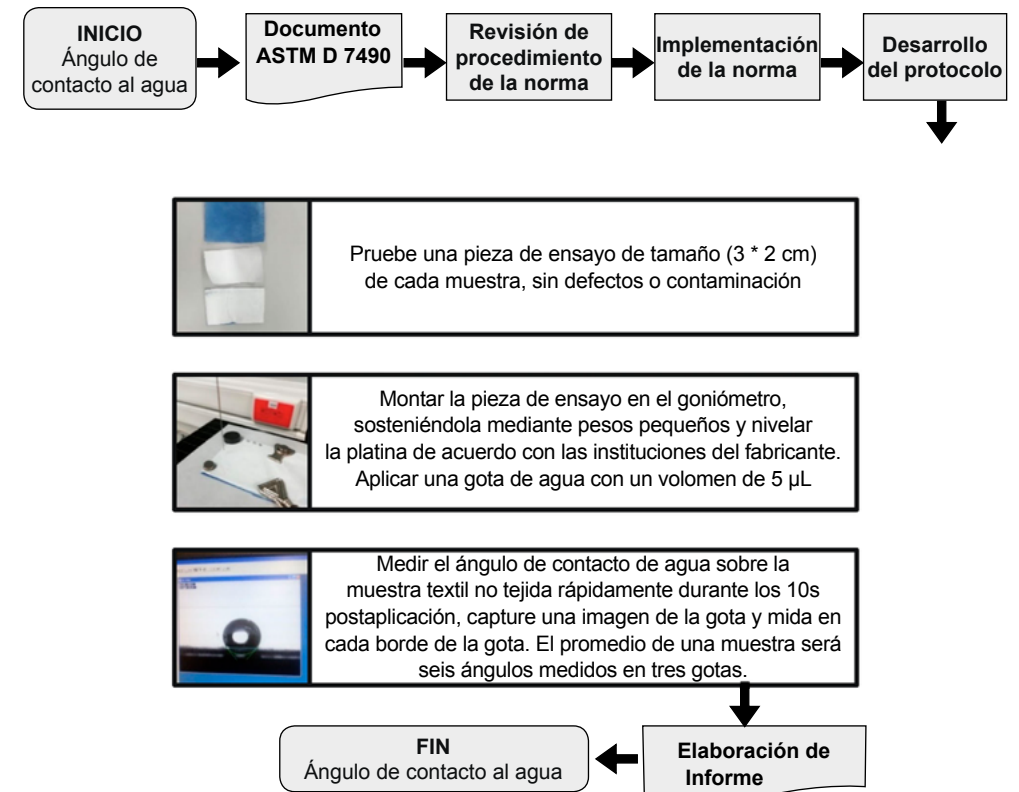 INICIO
Ángulo de
contacto al agua
Documento
ASTM D 7490
Revisión de
procedimiento
de la norma
Implementación
de la norma
Desarrollo
del protocolo
Pruebe una pieza de ensayo de tamaño (3 * 2 cm)
de cada muestra, sin defectos o contaminación
Montar la pieza de ensayo en el goniómetro,
sosteniéndola mediante pesos pequeños y nivelar
la platina de acuerdo con las instituciones del fabricante.
Aplicar una gota de agua con un volomen de 5 µL
Medir el ángulo de contacto de agua sobre la
muestra textil no tejida rápidamente durante los 10s
postaplicación, capture una imagen de la gota y mida en
cada borde de la gota. El promedio de una muestra será
seis ángulos medidos en tres gotas.
Elaboración de
Informe
FIN
Ángulo de contacto al agua